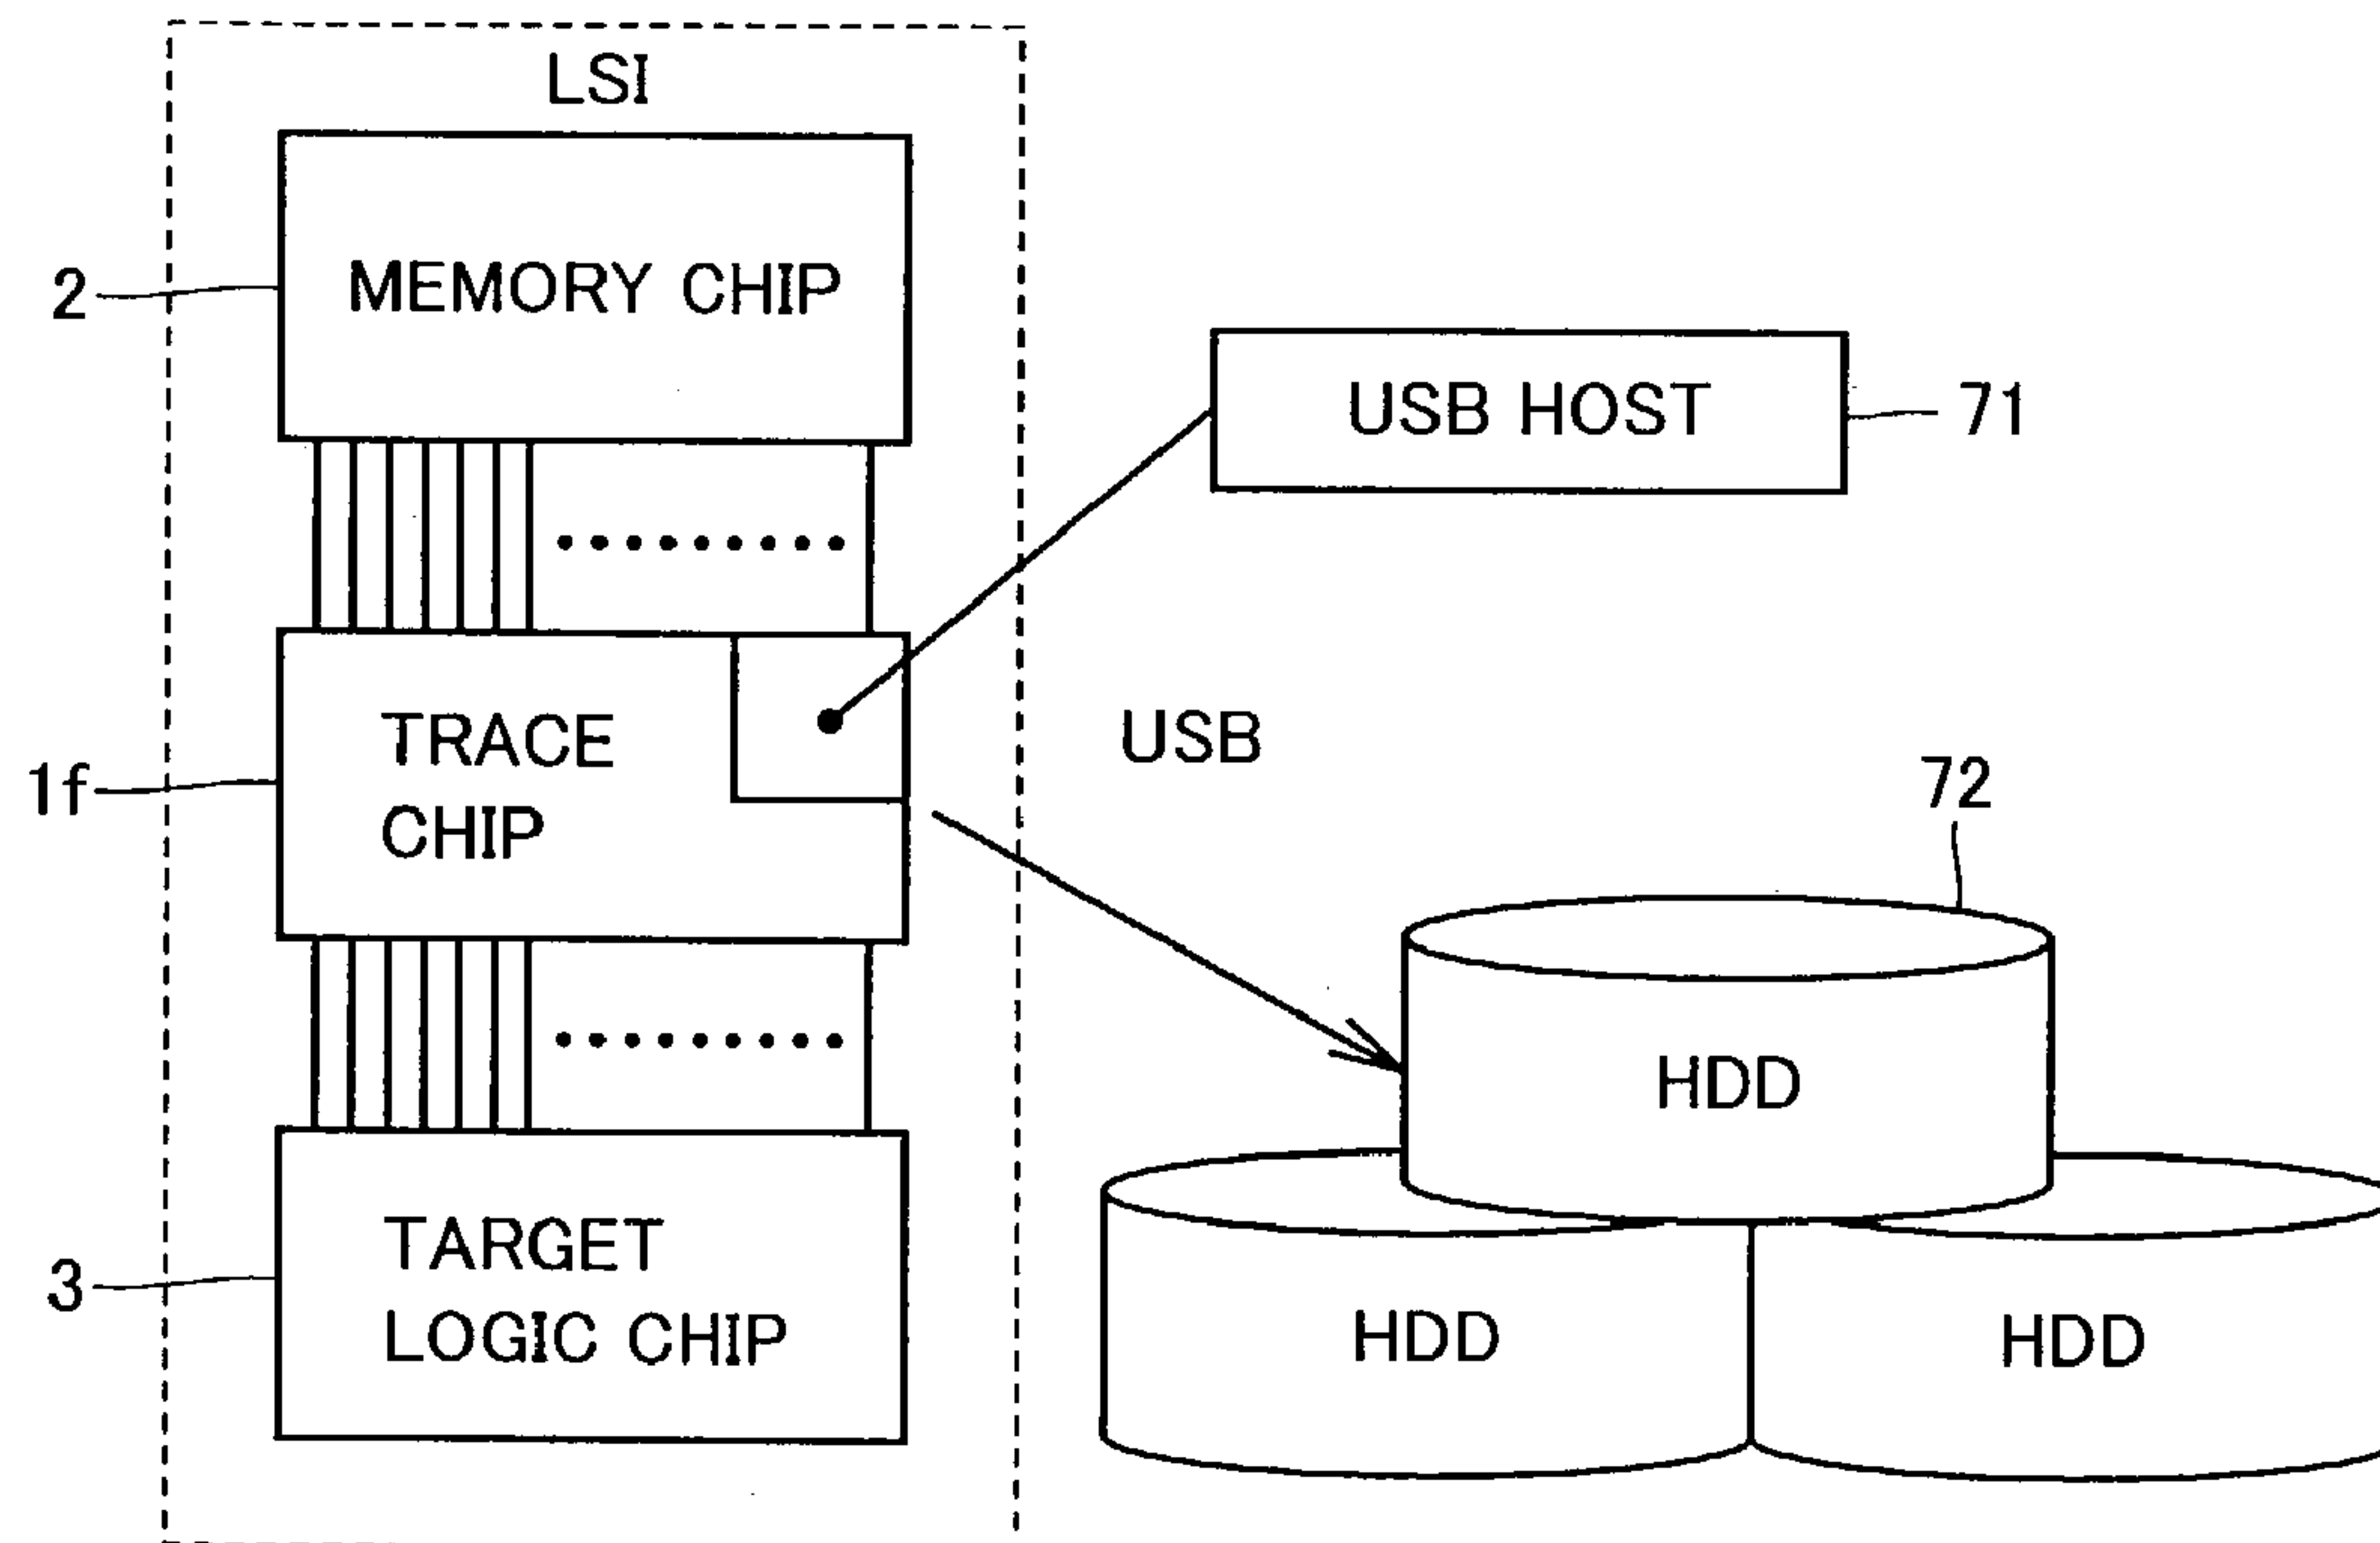 LSI
2
MEMORY CHIP
USB HOST
71
1f
TRACE
CHIP
USB
72
HDD
3
TARGET
LOGIC CHIP
HDD
HDD